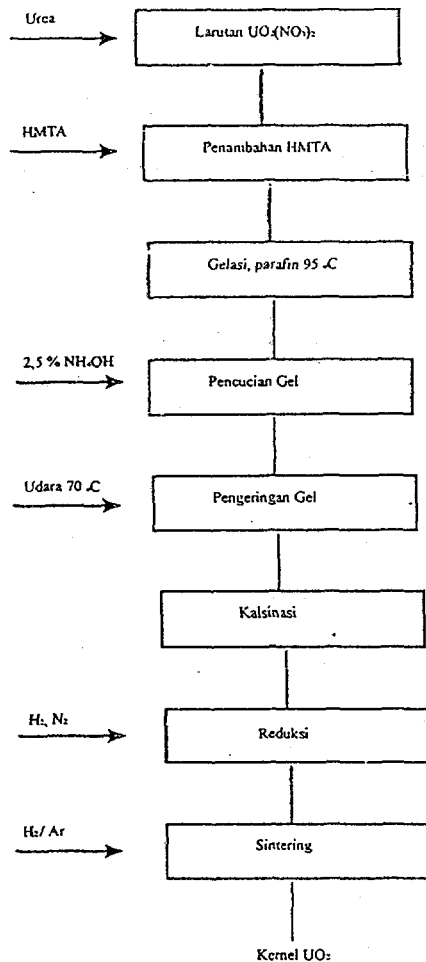 Urea
Larutan UO₂(NO₃)₂
HMTA
Penambahan HMTA
Gelasi, parafin 95 °C
2,5 % NH₄OH
Pencucian Gel
Udara 70 °C
Pengeringan Gel
Kalsinasi
H₂, N₂
Reduksi
H₂/ Ar
Sintering
Kernel UO₂